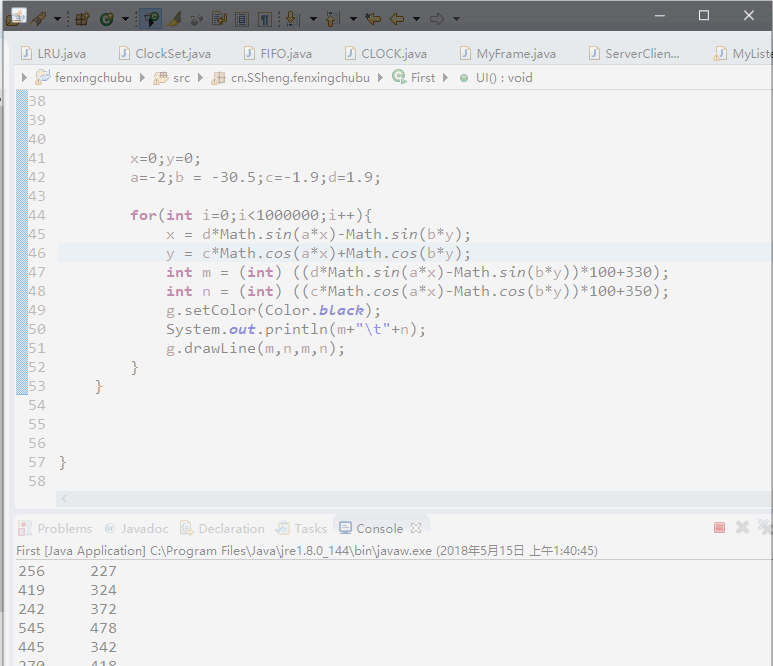 LRU.java ClockSet.java FIFO.java CLOCK.java MyFrame.java ServerClien... MyListe
fenxingchubu src cn.SSheng.fenxingchubu First UI() : void
38
39
40
41 x=0;y=0;
42 a=-2;b = -30.5;c=-1.9;d=1.9;
43
44 for(int i=0;i<1000000;i++){
45 x = d*Math.sin(a*x)-Math.sin(b*y);
46 y = c*Math.cos(a*x)+Math.cos(b*y);
47 int m = (int) ((d*Math.sin(a*x)-Math.sin(b*y))*100+330);
48 int n = (int) ((c*Math.cos(a*x)-Math.cos(b*y))*100+350);
49 g.setColor(Color.black);
50 System.out.println(m+"\t"+n);
51 g.drawLine(m,n,m,n);
52 }
53 }
54
55
56
57 }
58
Problems @ Javadoc Declaration Tasks Console
First [Java Application] C:\Program Files\Java\jre1.8.0_144\bin\javaw.exe (2018年5月15日 上午1:40:45)
256 227
419 324
242 372
545 478
445 342
270 418